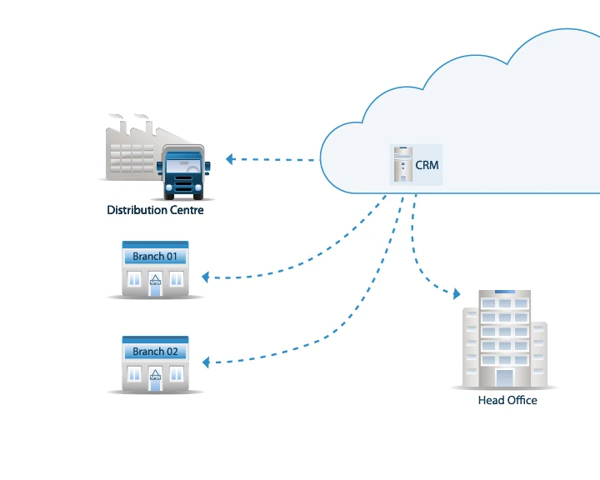 CRM
Distribution Centre
Branch 01
Branch 02
Head Office